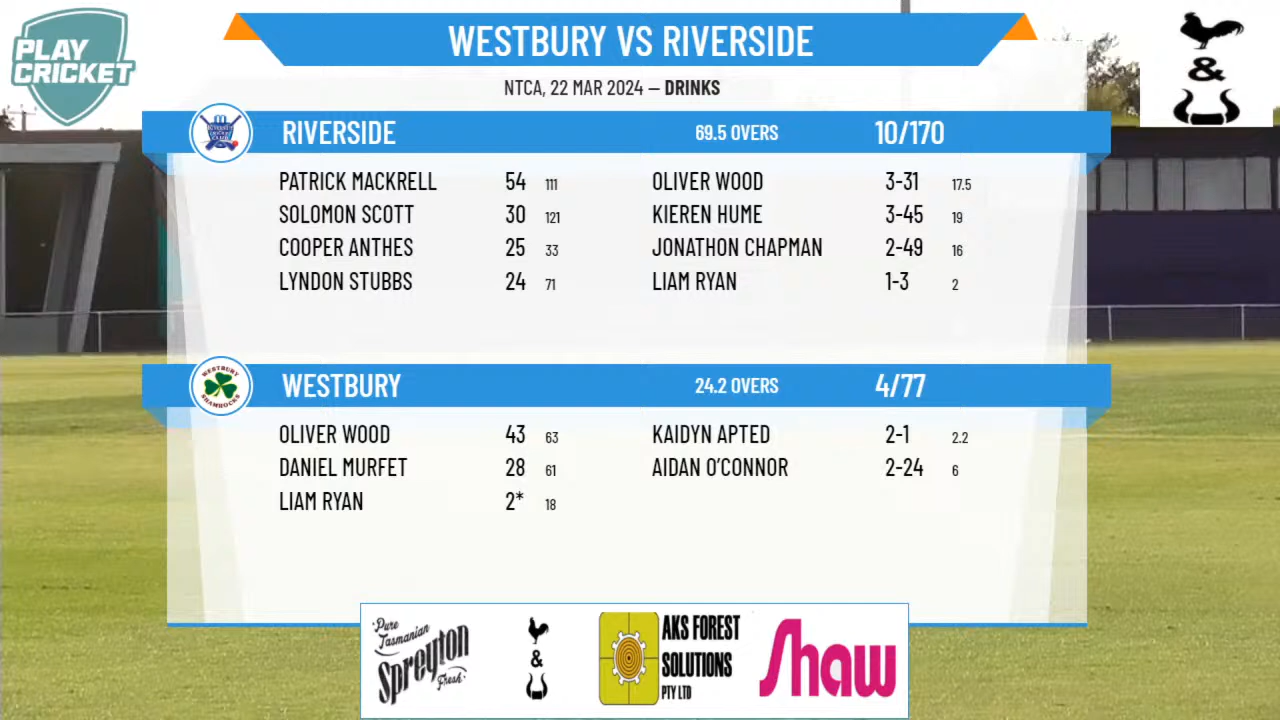 PLAY
CRICKET
WESTBURY VS RIVERSIDE
&
NTCA, 22 MAR 2024 – DRINKS
RIVERSIDE 69.5 OVERS 10/170
PATRICK MACKRELL 54 111 OLIVER WOOD 3-31 17.5
SOLOMON SCOTT 30 121 KIEREN HUME 3-45 19
COOPER ANTHES 25 33 JONATHON CHAPMAN 2-49 16
LYNDON STUBBS 24 71 LIAM RYAN 1-3 2
WESTBURY
SHAMROCKS
WESTBURY 24.2 OVERS 4/77
OLIVER WOOD 43 63 KAIDYN APTED 2-1 2.2
DANIEL MURFET 28 61 AIDAN O'CONNOR 2-24 6
LIAM RYAN 2* 18
Pure
Tasmanian
Spreyton
Fresh
&
AKS FOREST
SOLUTIONS
PTY LTD
Shaw